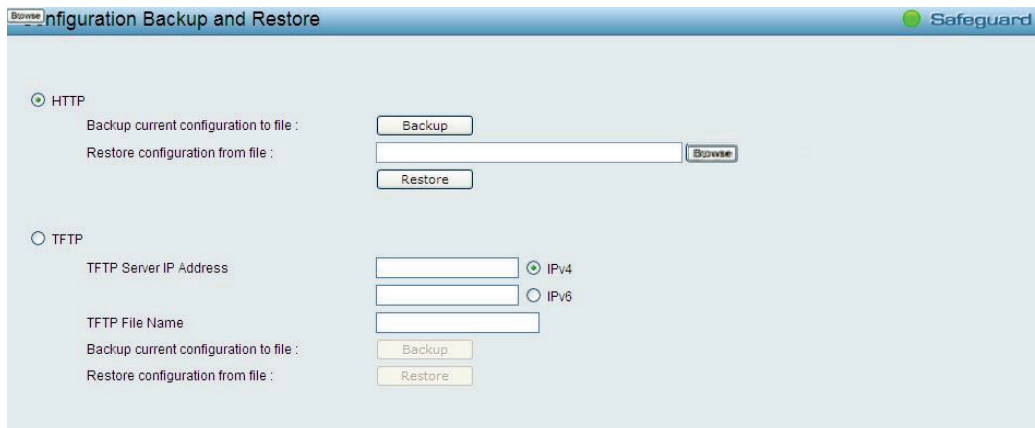 Browse nfiguration Backup and Restore Safeguard
HTTP
Backup current configuration to file : Backup
Restore configuration from file : Browse
Restore
TFTP
TFTP Server IP Address IPv4
IPv6
TFTP File Name
Backup current configuration to file : Backup
Restore configuration from file : Restore